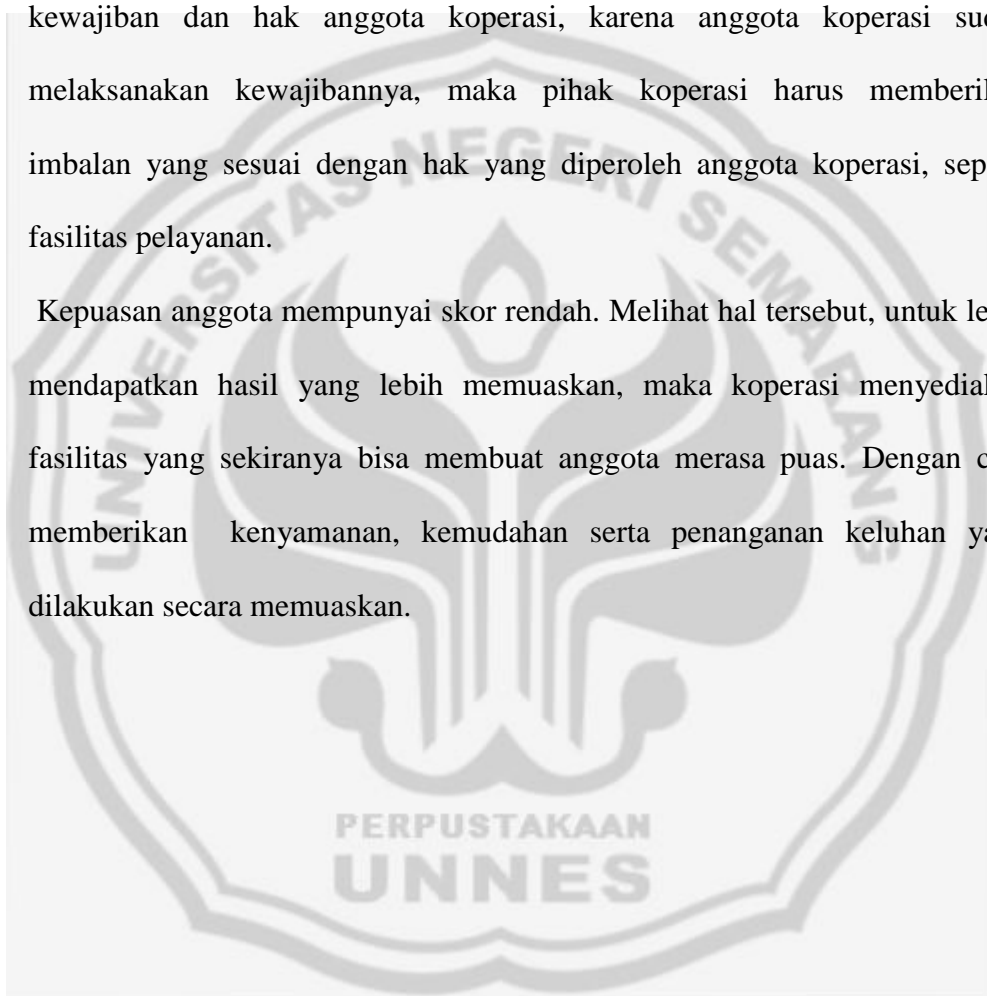 kewajiban dan hak anggota koperasi, karena anggota koperasi
melaksanakan kewajibannya, maka pihak koperasi harus
imbalan yang sesuai dengan hak yang diperoleh anggota koperasi,
fasilitas pelayanan.
Kepuasan anggota mempunyai skor rendah. Melihat hal tersebut, untuk
mendapatkan hasil yang lebih memuaskan, maka koperasi
fasilitas yang sekiranya bisa membuat anggota merasa puas. Dengan
memberikan kenyamanan, kemudahan serta penanganan keluhan
dilakukan secara memuaskan.
UNIVERSITAS NEGERI SEMARANG
PERPUSTAKAAN
UNNES